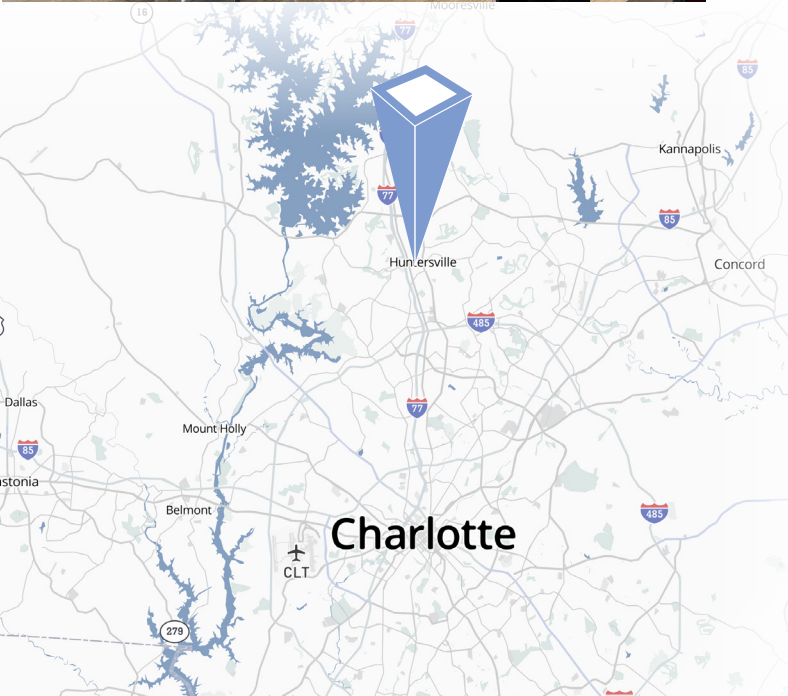 Mooresville
16
77
85
Kannapolis
77
85
Huntersville
Concord
485
77
Dallas
Mount Holly
85
stonia
Belmont
485
Charlotte
CLT
279